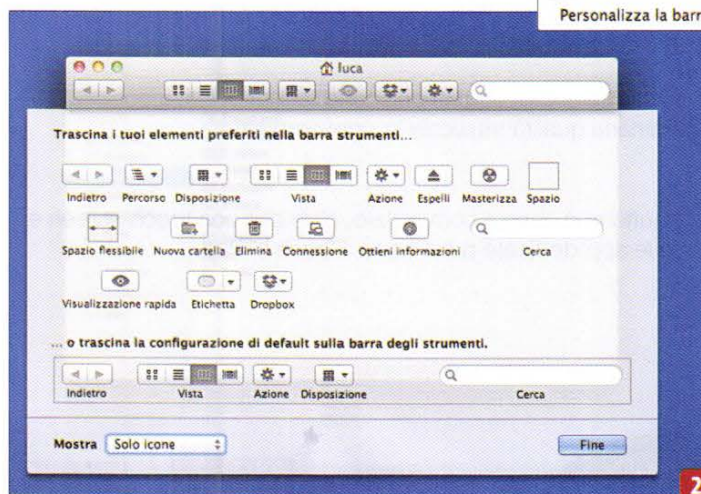 Personalizza la barr
luca
Trascina i tuoi elementi preferiti nella barra strumenti...
Indietro Percorso Disposizione Vista Azione Espelli Masterizza Spazio
Spazio flessibile Nuova cartella Elimina Connessione Ottieni Informazioni Cerca
Visualizzazione rapida Etichetta Dropbox
... o trascina la configurazione di default sulla barra degli strumenti.
Indietro Vista Azione Disposizione Cerca
Mostra Solo icone Fine
2